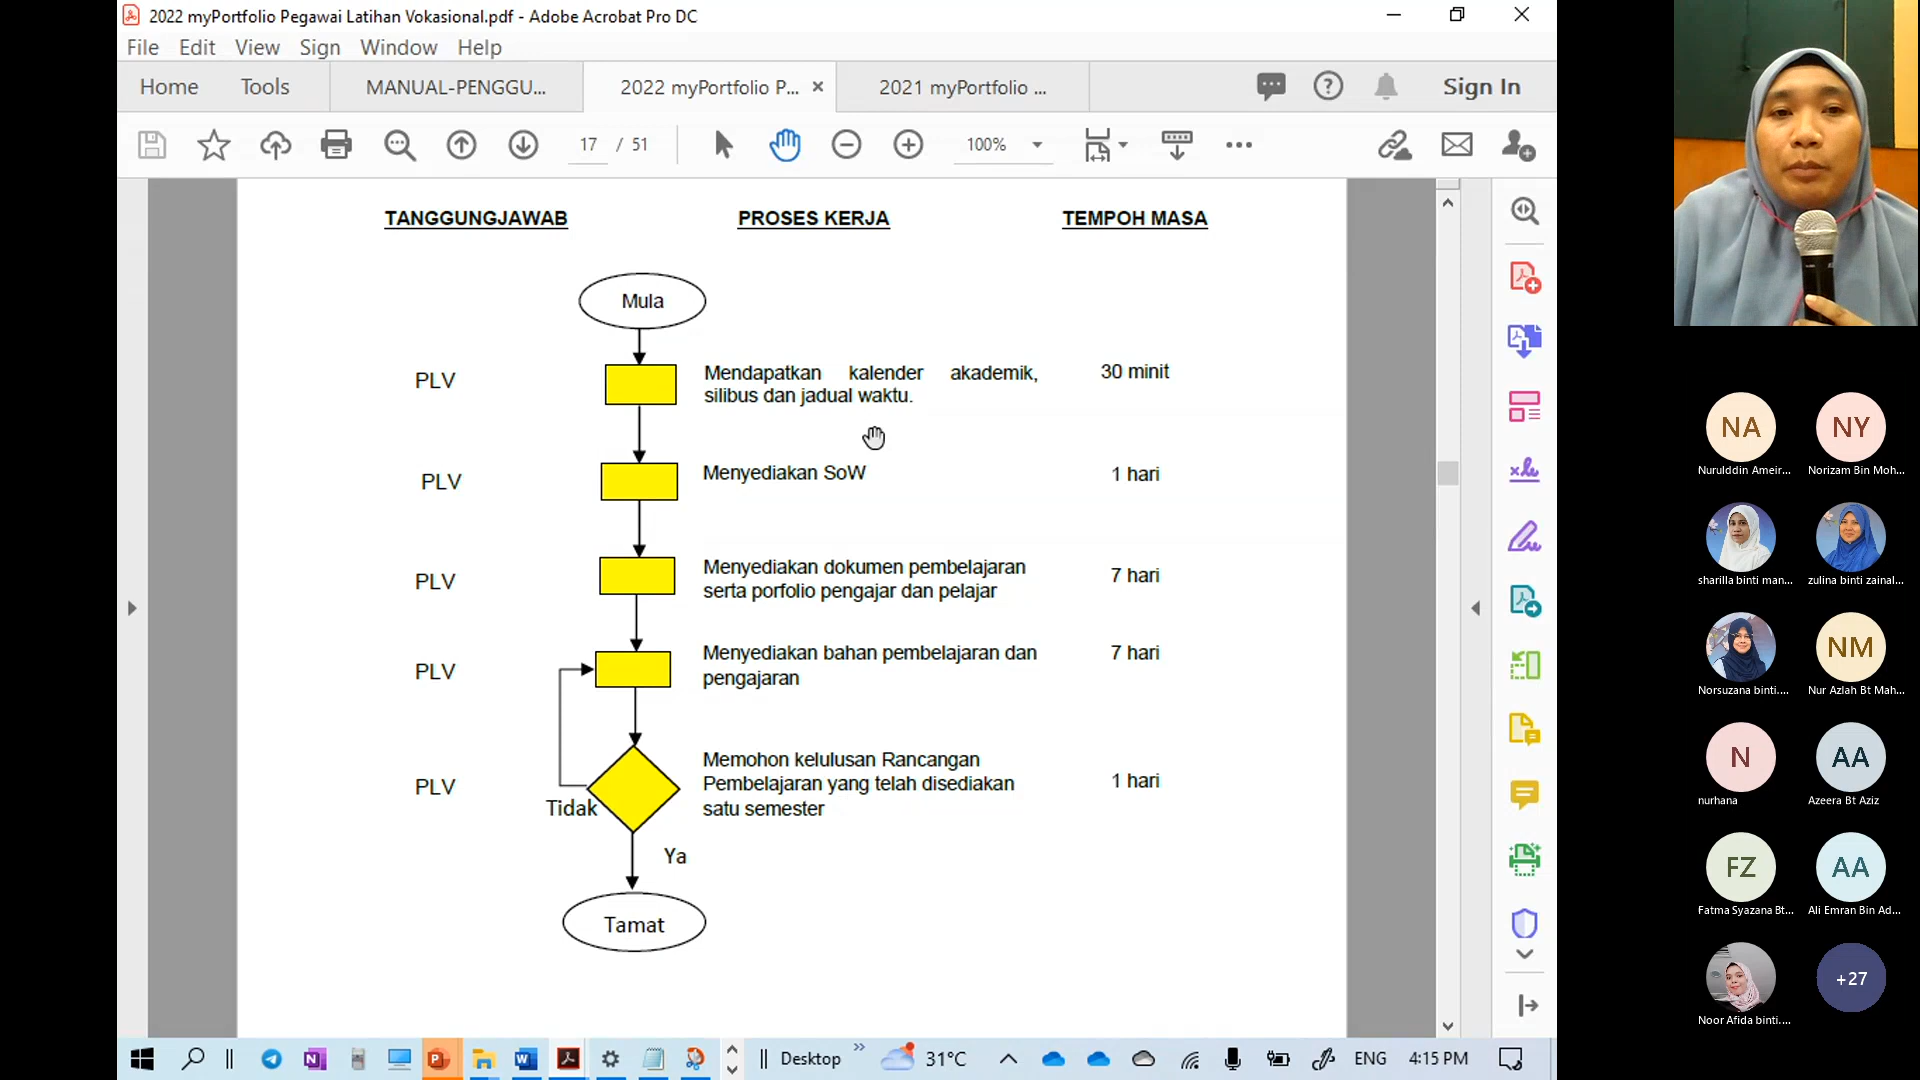 2022 myPortfolio Pegawai Latihan Vokasional.pdf - Adobe Acrobat Pro DC
File Edit View Sign Window Help
Home Tools MANUAL-PENGGU... 2022 myPortfolio P... × 2021 myPortfolio ... Sign In
17 / 51 100%
TANGGUNGJAWAB PROSES KERJA TEMPOH MASA
Mula
PLV Mendapatkan kalender akademik, 30 minit
silibus dan jadual waktu.
PLV Menyediakan SoW 1 hari
PLV Menyediakan dokumen pembelajaran 7 hari
serta porfolio pengajar dan pelajar
PLV Menyediakan bahan pembelajaran dan 7 hari
pengajaran
PLV Memohon kelulusan Rancangan 1 hari
Pembelajaran yang telah disediakan
satu semester
Tidak
Ya
Tamat
NA NY
Nurulddin Ameir... Norizam Bin Moh...
sharilla binti man... zulina binti zainal...
NM
Norsuzana binti.... Nur Azlah Bt Mah...
N AA
nurhana Azeera Bt Aziz
FZ AA
Fatma Syazana Bt... Ali Emran Bin Ad...
+27
Noor Afida binti....
Desktop » 31°C ENG 4:15 PM